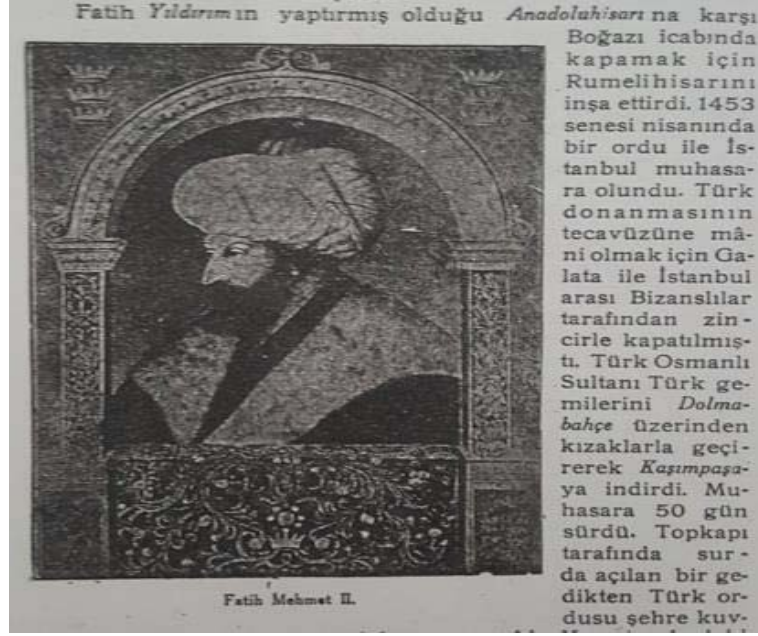 Fatih Yıldırımın yaptırmış olduğu Anadoluhisarına karşı
Boğazı icabında
kapamak için
Rumelihisarını
inşa ettirdi. 1453
senesi nisanında
bir ordu ile İs-
tanbul muhasa-
ra olundu. Türk
donanmasının
tecavüzüne mâ-
ni olmak için Ga-
lata ile İstanbul
arası Bizanslılar
tarafından zin-
cirle kapatılmış-
tı. Türk Osmanlı
Sultanı Türk ge-
milerini Dolma-
bahçe üzerinden
kızaklarla geçi-
rerek Kaşımpaşa-
ya indirdi. Mu-
hasara 50 gün
sürdü. Topkapı
tarafında sur-
da açılan bir ge-
dikten Türk or-
dusu şehre kuv-
Fatih Mehmet II.